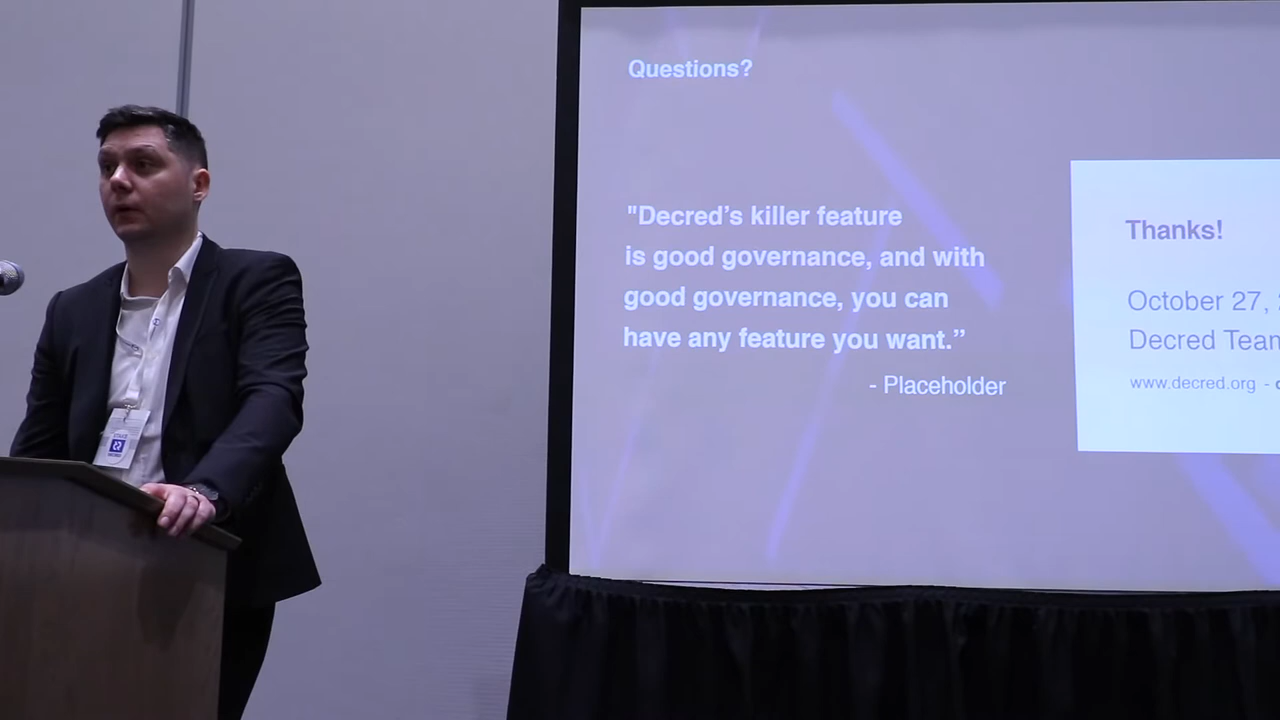 Questions?
"Decred’s killer feature
is good governance, and with
good governance, you can
have any feature you want.”
- Placeholder
Thanks!
October 27,
Decred Team
www.decred.org -